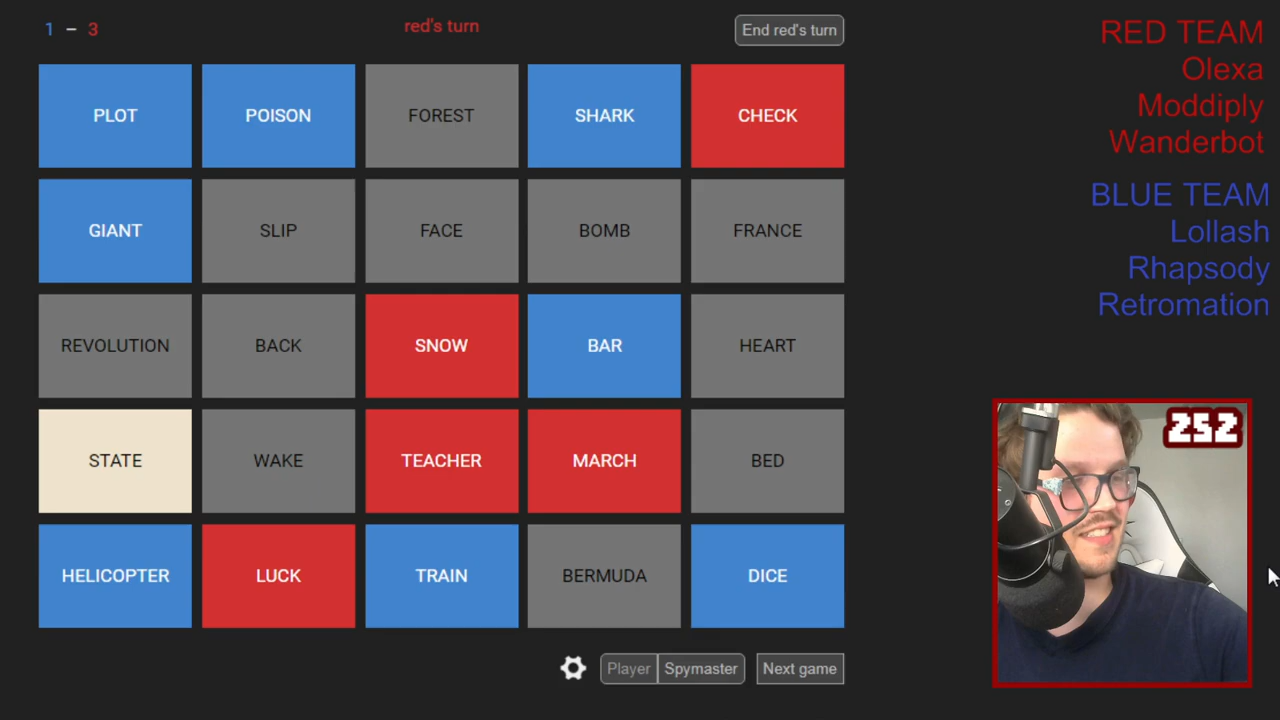 1 – 3
red's turn
End red's turn
PLOT POISON FOREST SHARK CHECK
GIANT SLIP FACE BOMB FRANCE
REVOLUTION BACK SNOW BAR HEART
STATE WAKE TEACHER MARCH BED
HELICOPTER LUCK TRAIN BERMUDA DICE
Player Spymaster Next game
RED TEAM
Olexa
Moddiply
Wanderbot
BLUE TEAM
Lollash
Rhapsody
Retromation
252